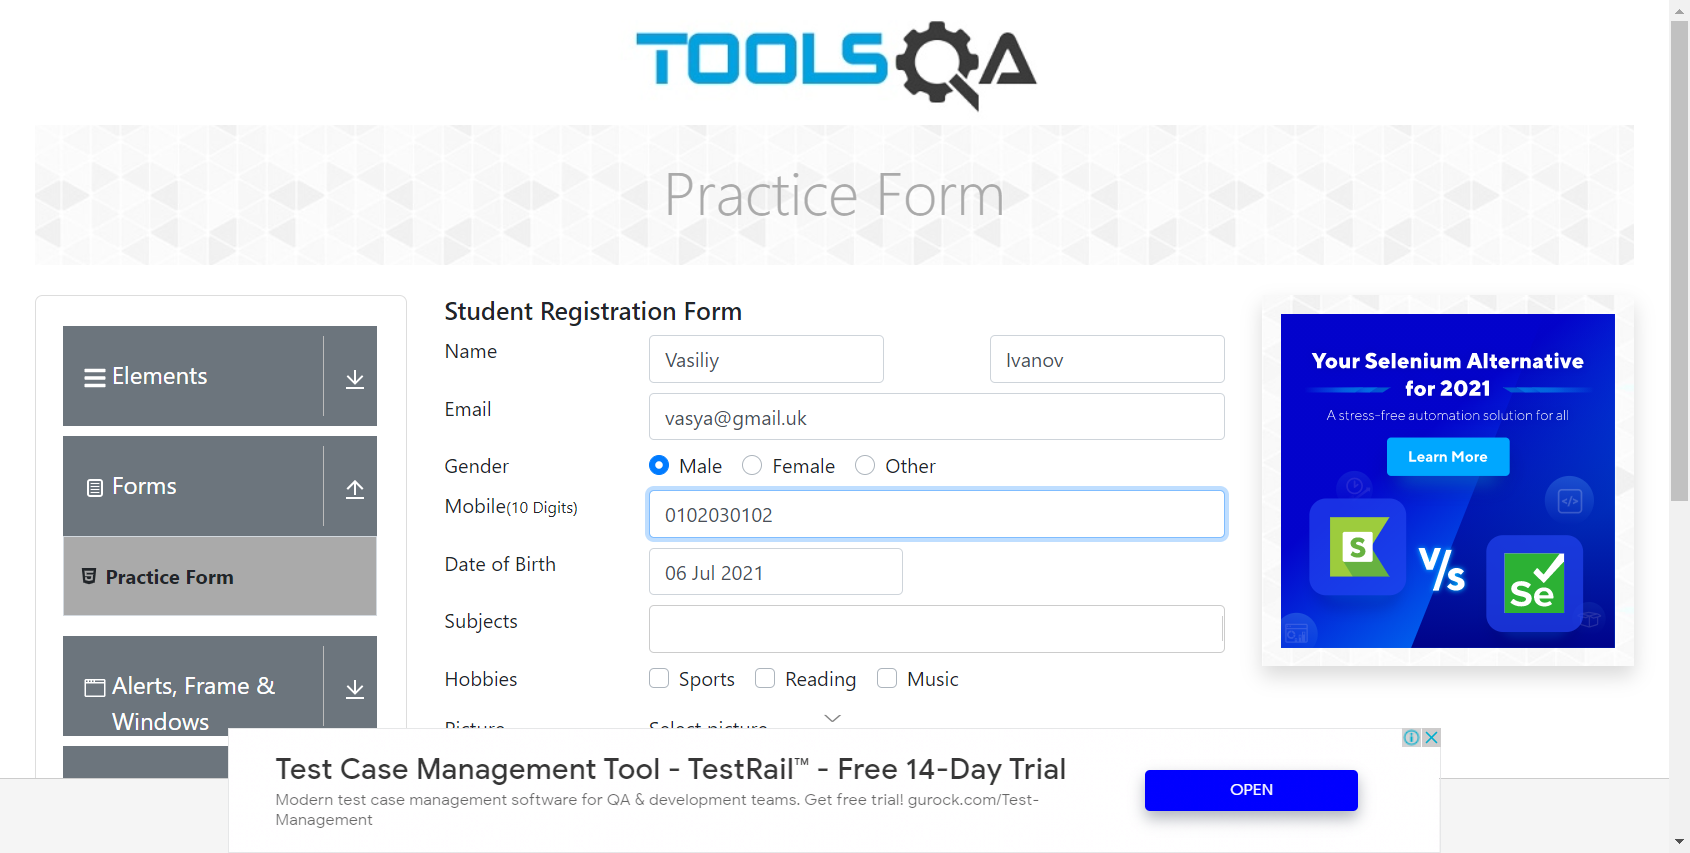 TOOLSQA
Practice Form
Elements
Forms
Practice Form
Alerts, Frame &
Windows
Student Registration Form
Name
Vasiliy
Ivanov
Email
vasya@gmail.uk
Gender
Male
Female
Other
Mobile(10 Digits)
0102030102
Date of Birth
06 Jul 2021
Subjects
Hobbies
Sports
Reading
Music
Picture
Select picture
Your Selenium Alternative
for 2021
A stress-free automation solution for all
Learn More
S
V/s
Se
Test Case Management Tool - TestRail™ - Free 14-Day Trial
Modern test case management software for QA & development teams. Get free trial! gurock.com/Test-
Management
OPEN